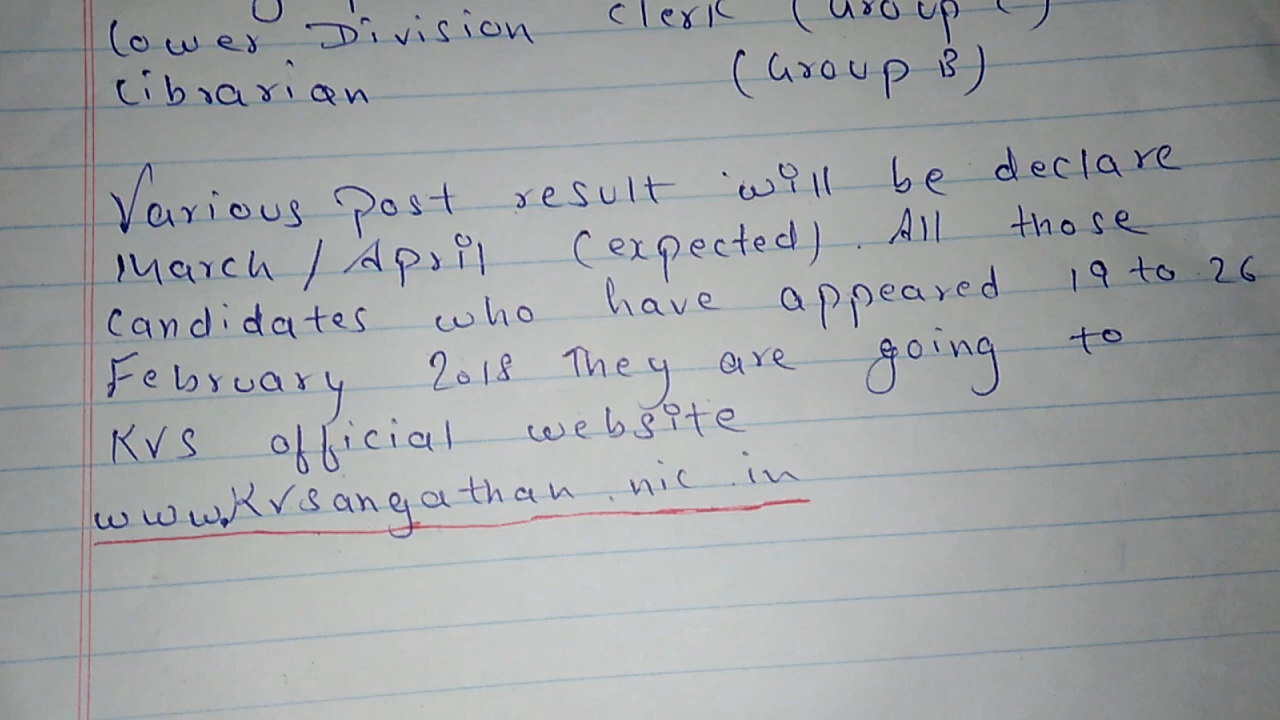 Lower Division Clerk (Group C)
Librarian (Group B)
Various Post result will be declare
March / April (expected). All those
candidates who have appeared 19 to 26
February 2018 They are going to
KVS official website
www.Kvsangathan.nic.in